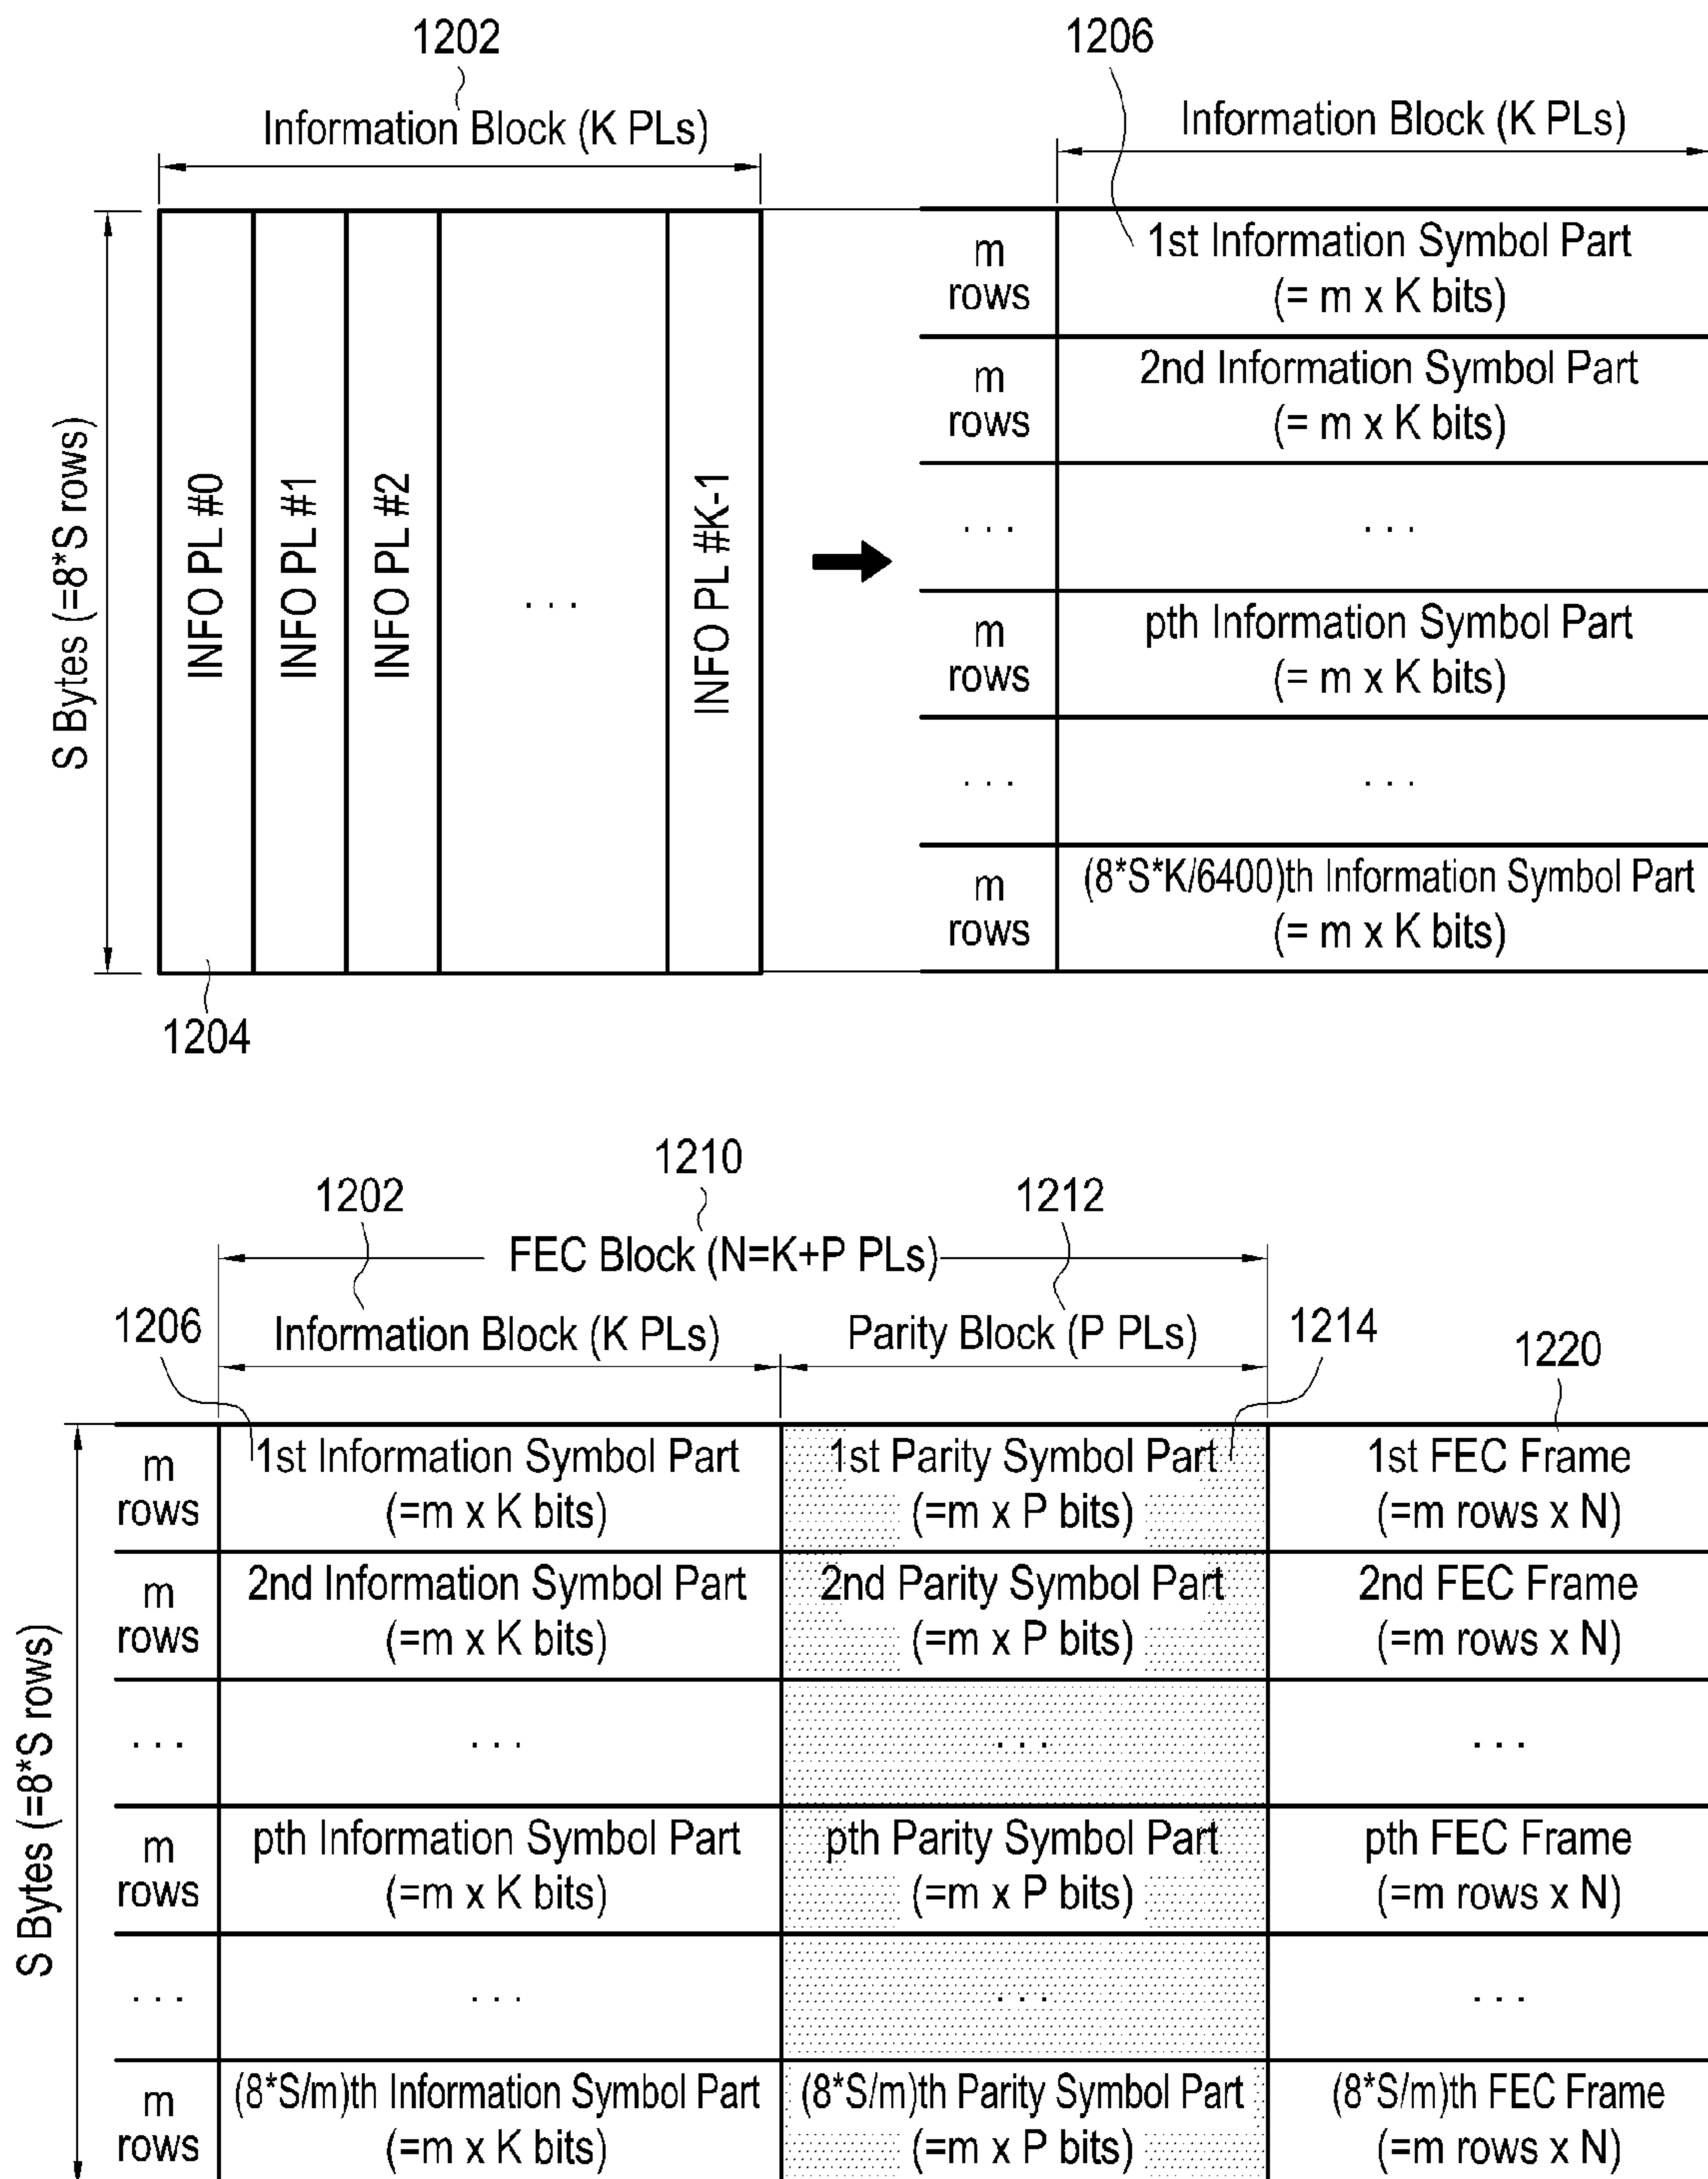 1202
Information Block (K PLs)
S Bytes (=8*S rows)
INFO PL #0
INFO PL #1
INFO PL #2
. . .
INFO PL #K-1
1204
1206
Information Block (K PLs)
m
rows
1st Information Symbol Part
(= m x K bits)
m
rows
2nd Information Symbol Part
(= m x K bits)
. . .
. . .
m
rows
pth Information Symbol Part
(= m x K bits)
. . .
. . .
m
rows
(8*S*K/6400)th Information Symbol Part
(= m x K bits)
1210
1202
1212
FEC Block (N=K+P PLs)
1206
Information Block (K PLs)
Parity Block (P PLs)
1214
1220
S Bytes (=8*S rows)
m
rows
1st Information Symbol Part
(=m x K bits)
1st Parity Symbol Part
(=m x P bits)
1st FEC Frame
(=m rows x N)
m
rows
2nd Information Symbol Part
(=m x K bits)
2nd Parity Symbol Part
(=m x P bits)
2nd FEC Frame
(=m rows x N)
. . .
. . .
. . .
. . .
m
rows
pth Information Symbol Part
(=m x K bits)
pth Parity Symbol Part
(=m x P bits)
pth FEC Frame
(=m rows x N)
. . .
. . .
. . .
. . .
m
rows
(8*S/m)th Information Symbol Part
(=m x K bits)
(8*S/m)th Parity Symbol Part
(=m x P bits)
(8*S/m)th FEC Frame
(=m rows x N)